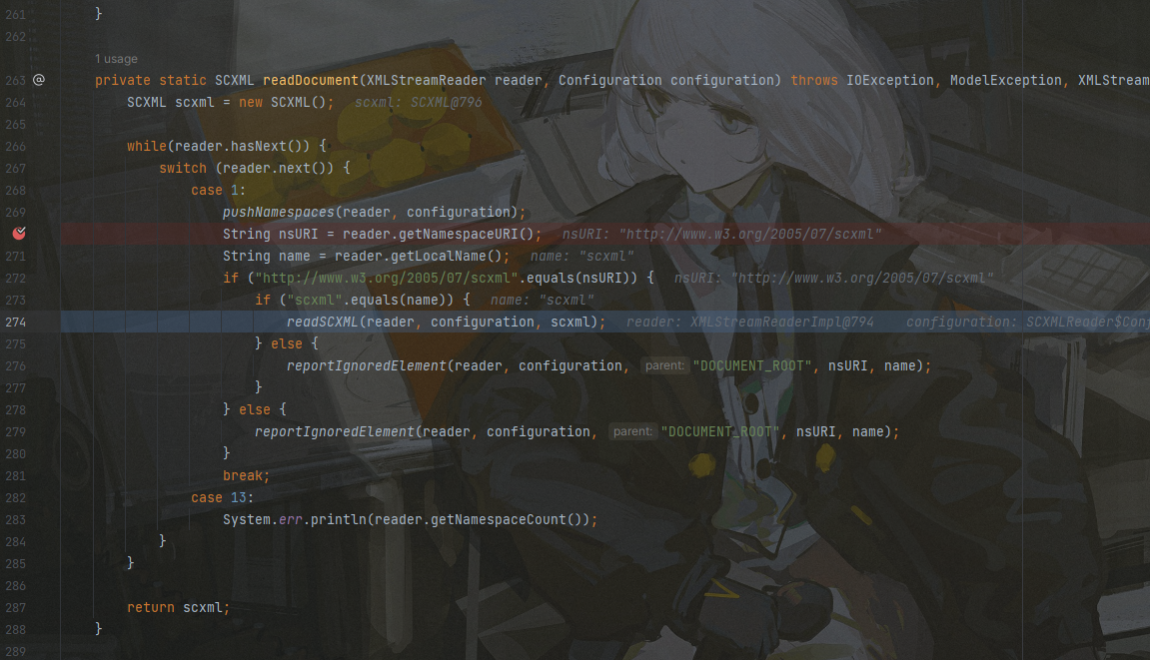 261 }
262
1 usage
263 @ private static SCXML readDocument(XMLStreamReader reader, Configuration configuration) throws IOException, ModelException, XMLStream
264 SCXML scxml = new SCXML(); scxml: SCXML@796
265
266 while(reader.hasNext()) {
267 switch (reader.next()) {
268 case 1:
269 pushNamespaces(reader, configuration);
String nsURI = reader.getNamespaceURI(); nsURI: "http://www.w3.org/2005/07/scxml"
271 String name = reader.getLocalName(); name: "scxml"
272 if ("http://www.w3.org/2005/07/scxml".equals(nsURI)) { nsURI: "http://www.w3.org/2005/07/scxml"
273 if ("scxml".equals(name)) { name: "scxml"
274 readSCXML(reader, configuration, scxml); reader: XMLStreamReaderImpl@794 configuration: SCXMLReader$Conf
275 } else {
276 reportIgnoredElement(reader, configuration, parent: "DOCUMENT_ROOT", nsURI, name);
277 }
278 } else {
279 reportIgnoredElement(reader, configuration, parent: "DOCUMENT_ROOT", nsURI, name);
280 }
281 break;
282 case 13:
283 System.err.println(reader.getNamespaceCount());
284 }
285 }
286
287 return scxml;
288 }
289